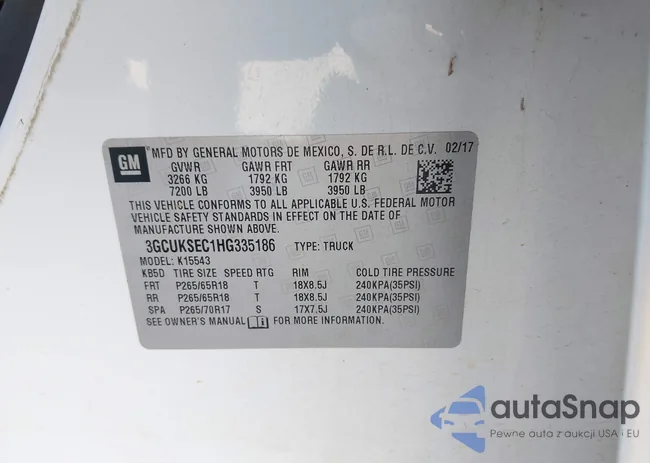 GM
MFD BY GENERAL MOTORS DE MEXICO, S. DE R.L. DE C.V. 02/17
GVWR GAWR FRT GAWR RR
3266 KG 1792 KG 1792 KG
7200 LB 3950 LB 3950 LB
THIS VEHICLE CONFORMS TO ALL APPLICABLE U.S. FEDERAL MOTOR
VEHICLE SAFETY STANDARDS IN EFFECT ON THE DATE OF
MANUFACTURE SHOWN ABOVE.
3GCUKSEC1HG335186 TYPE: TRUCK
MODEL: K15543
KB5D TIRE SIZE SPEED RTG RIM COLD TIRE PRESSURE
FRT P265/65R18 T 18X8.5J 240KPA(35PSI)
RR P265/65R18 T 18X8.5J 240KPA(35PSI)
SPA P265/70R17 S 17X7.5J 240KPA(35PSI)
SEE OWNER'S MANUAL FOR MORE INFORMATION.
autoSnap
Pewne auta z aukcji USA i EU